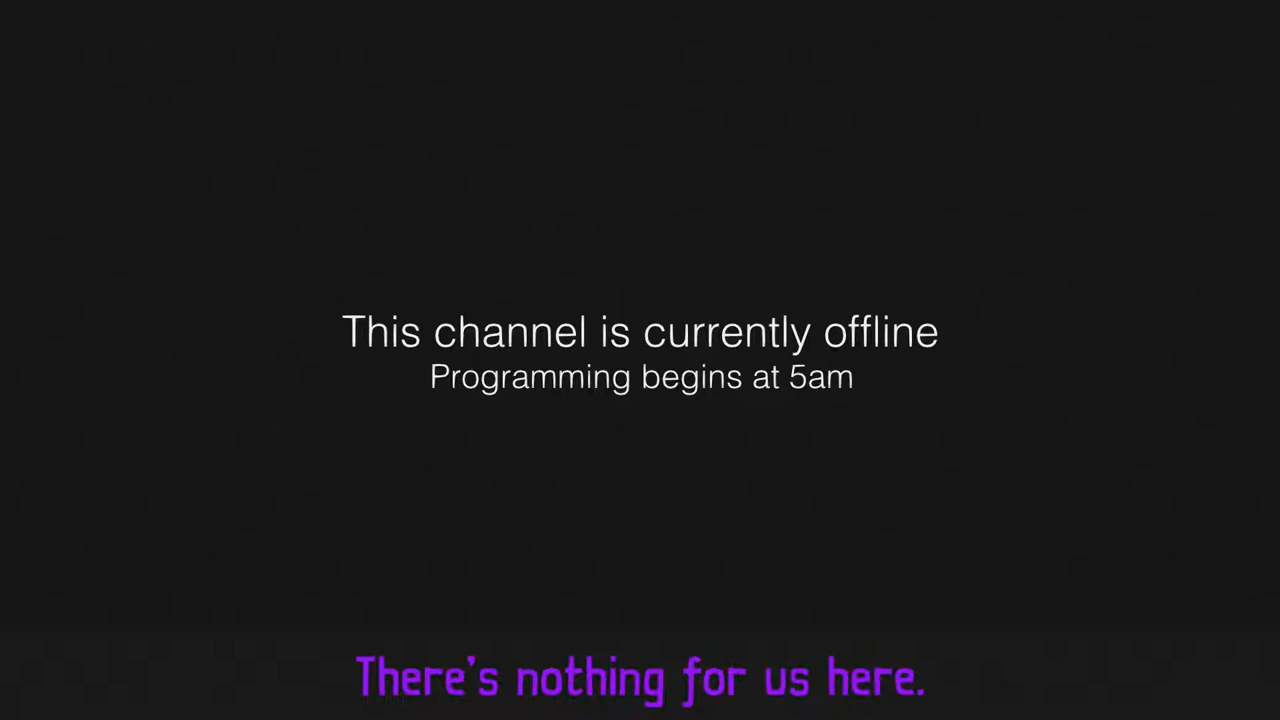 This channel is currently offline
Programming begins at 5am
There's nothing for us here.